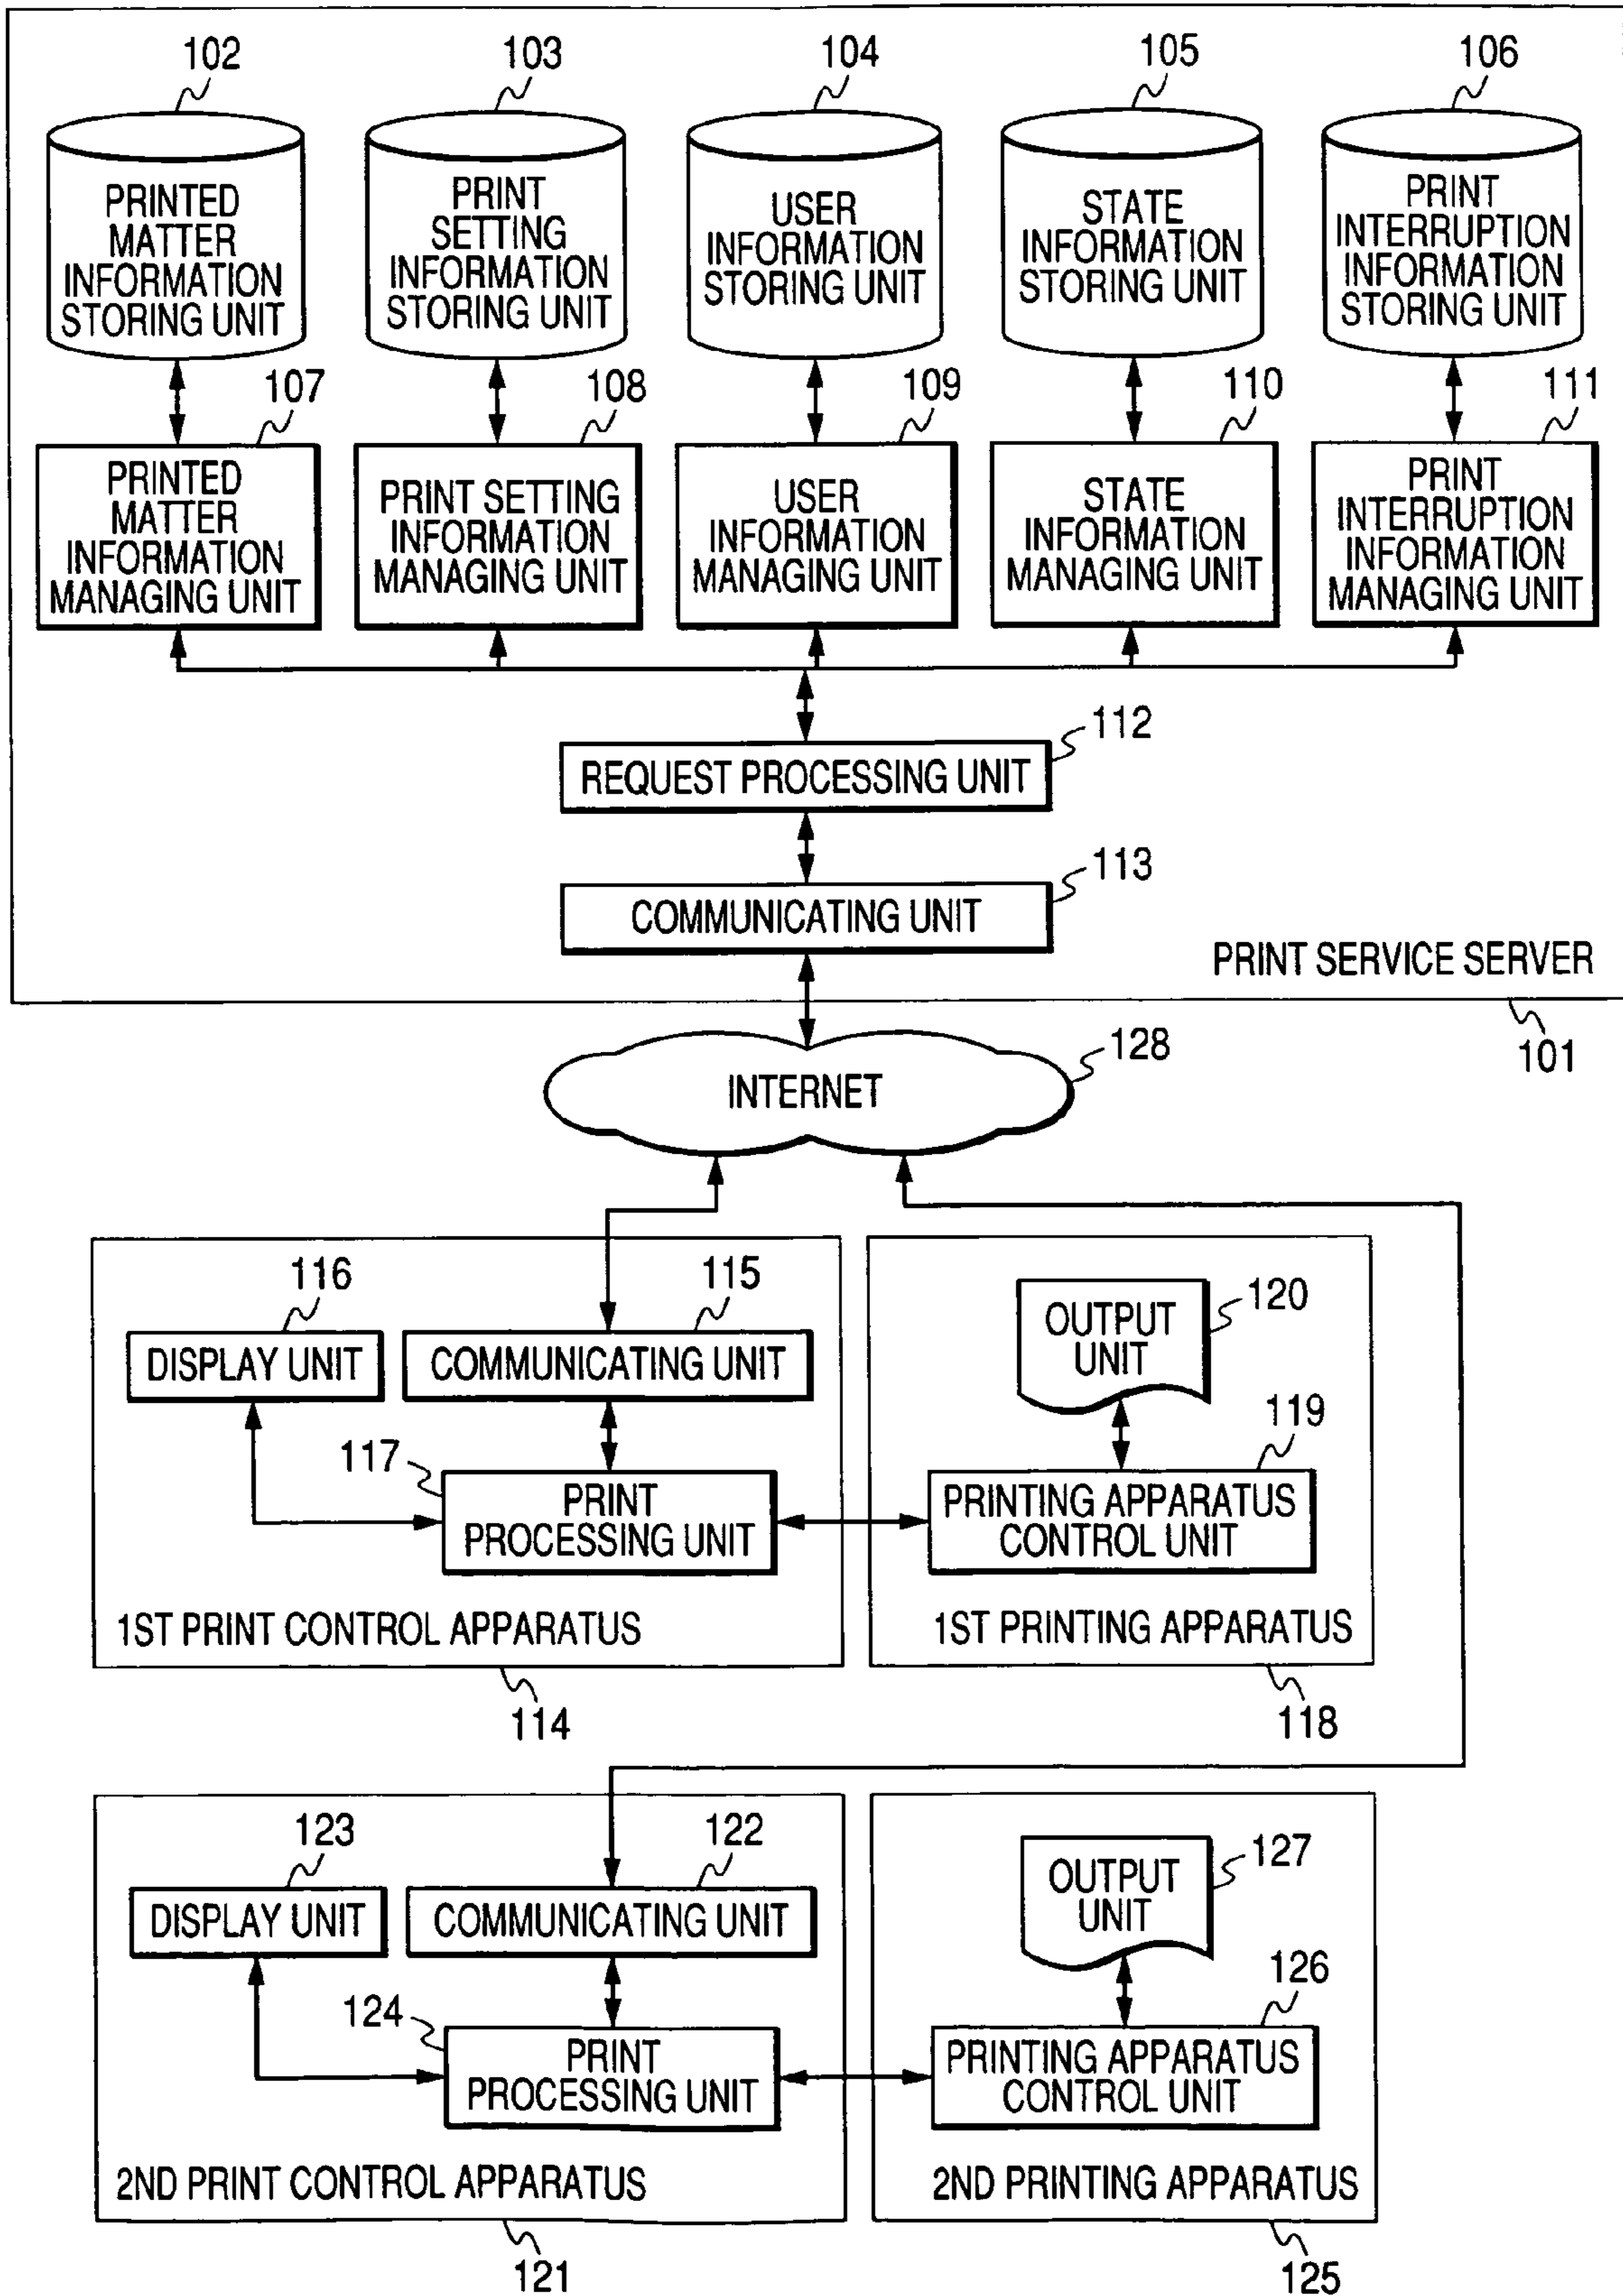 102
103
104
105
106
PRINTED
MATTER
INFORMATION
STORING UNIT
PRINT
SETTING
INFORMATION
STORING UNIT
USER
INFORMATION
STORING UNIT
STATE
INFORMATION
STORING UNIT
PRINT
INTERRUPTION
INFORMATION
STORING UNIT
107
108
109
110
111
PRINTED
MATTER
INFORMATION
MANAGING UNIT
PRINT SETTING
INFORMATION
MANAGING UNIT
USER
INFORMATION
MANAGING UNIT
STATE
INFORMATION
MANAGING UNIT
PRINT
INTERRUPTION
INFORMATION
MANAGING UNIT
112
REQUEST PROCESSING UNIT
113
COMMUNICATING UNIT
PRINT SERVICE SERVER
101
128
INTERNET
116
115
DISPLAY UNIT
COMMUNICATING UNIT
117
PRINT
PROCESSING UNIT
1ST PRINT CONTROL APPARATUS
114
120
OUTPUT
UNIT
119
PRINTING APPARATUS
CONTROL UNIT
1ST PRINTING APPARATUS
118
123
122
DISPLAY UNIT
COMMUNICATING UNIT
124
PRINT
PROCESSING UNIT
2ND PRINT CONTROL APPARATUS
121
127
OUTPUT
UNIT
126
PRINTING APPARATUS
CONTROL UNIT
2ND PRINTING APPARATUS
125